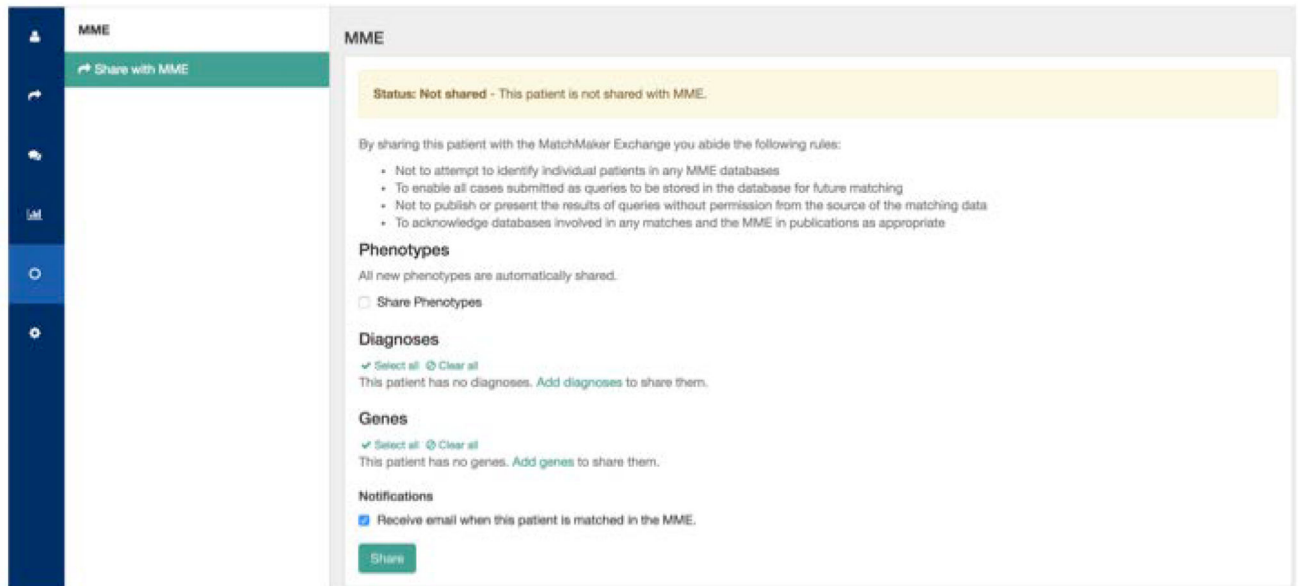 MME
Share with MME
MME
Status: Not shared - This patient is not shared with MME.
By sharing this patient with the MatchMaker Exchange you abide the following rules:
• Not to attempt to identify individual patients in any MME databases
• To enable all cases submitted as queries to be stored in the database for future matching
• Not to publish or present the results of queries without permission from the source of the matching data
• To acknowledge databases involved in any matches and the MME in publications as appropriate
Phenotypes
All new phenotypes are automatically shared.
Share Phenotypes
Diagnoses
Select all Clear all
This patient has no diagnoses. Add diagnoses to share them.
Genes
Select all Clear all
This patient has no genes. Add genes to share them.
Notifications
Receive email when this patient is matched in the MME.
Share